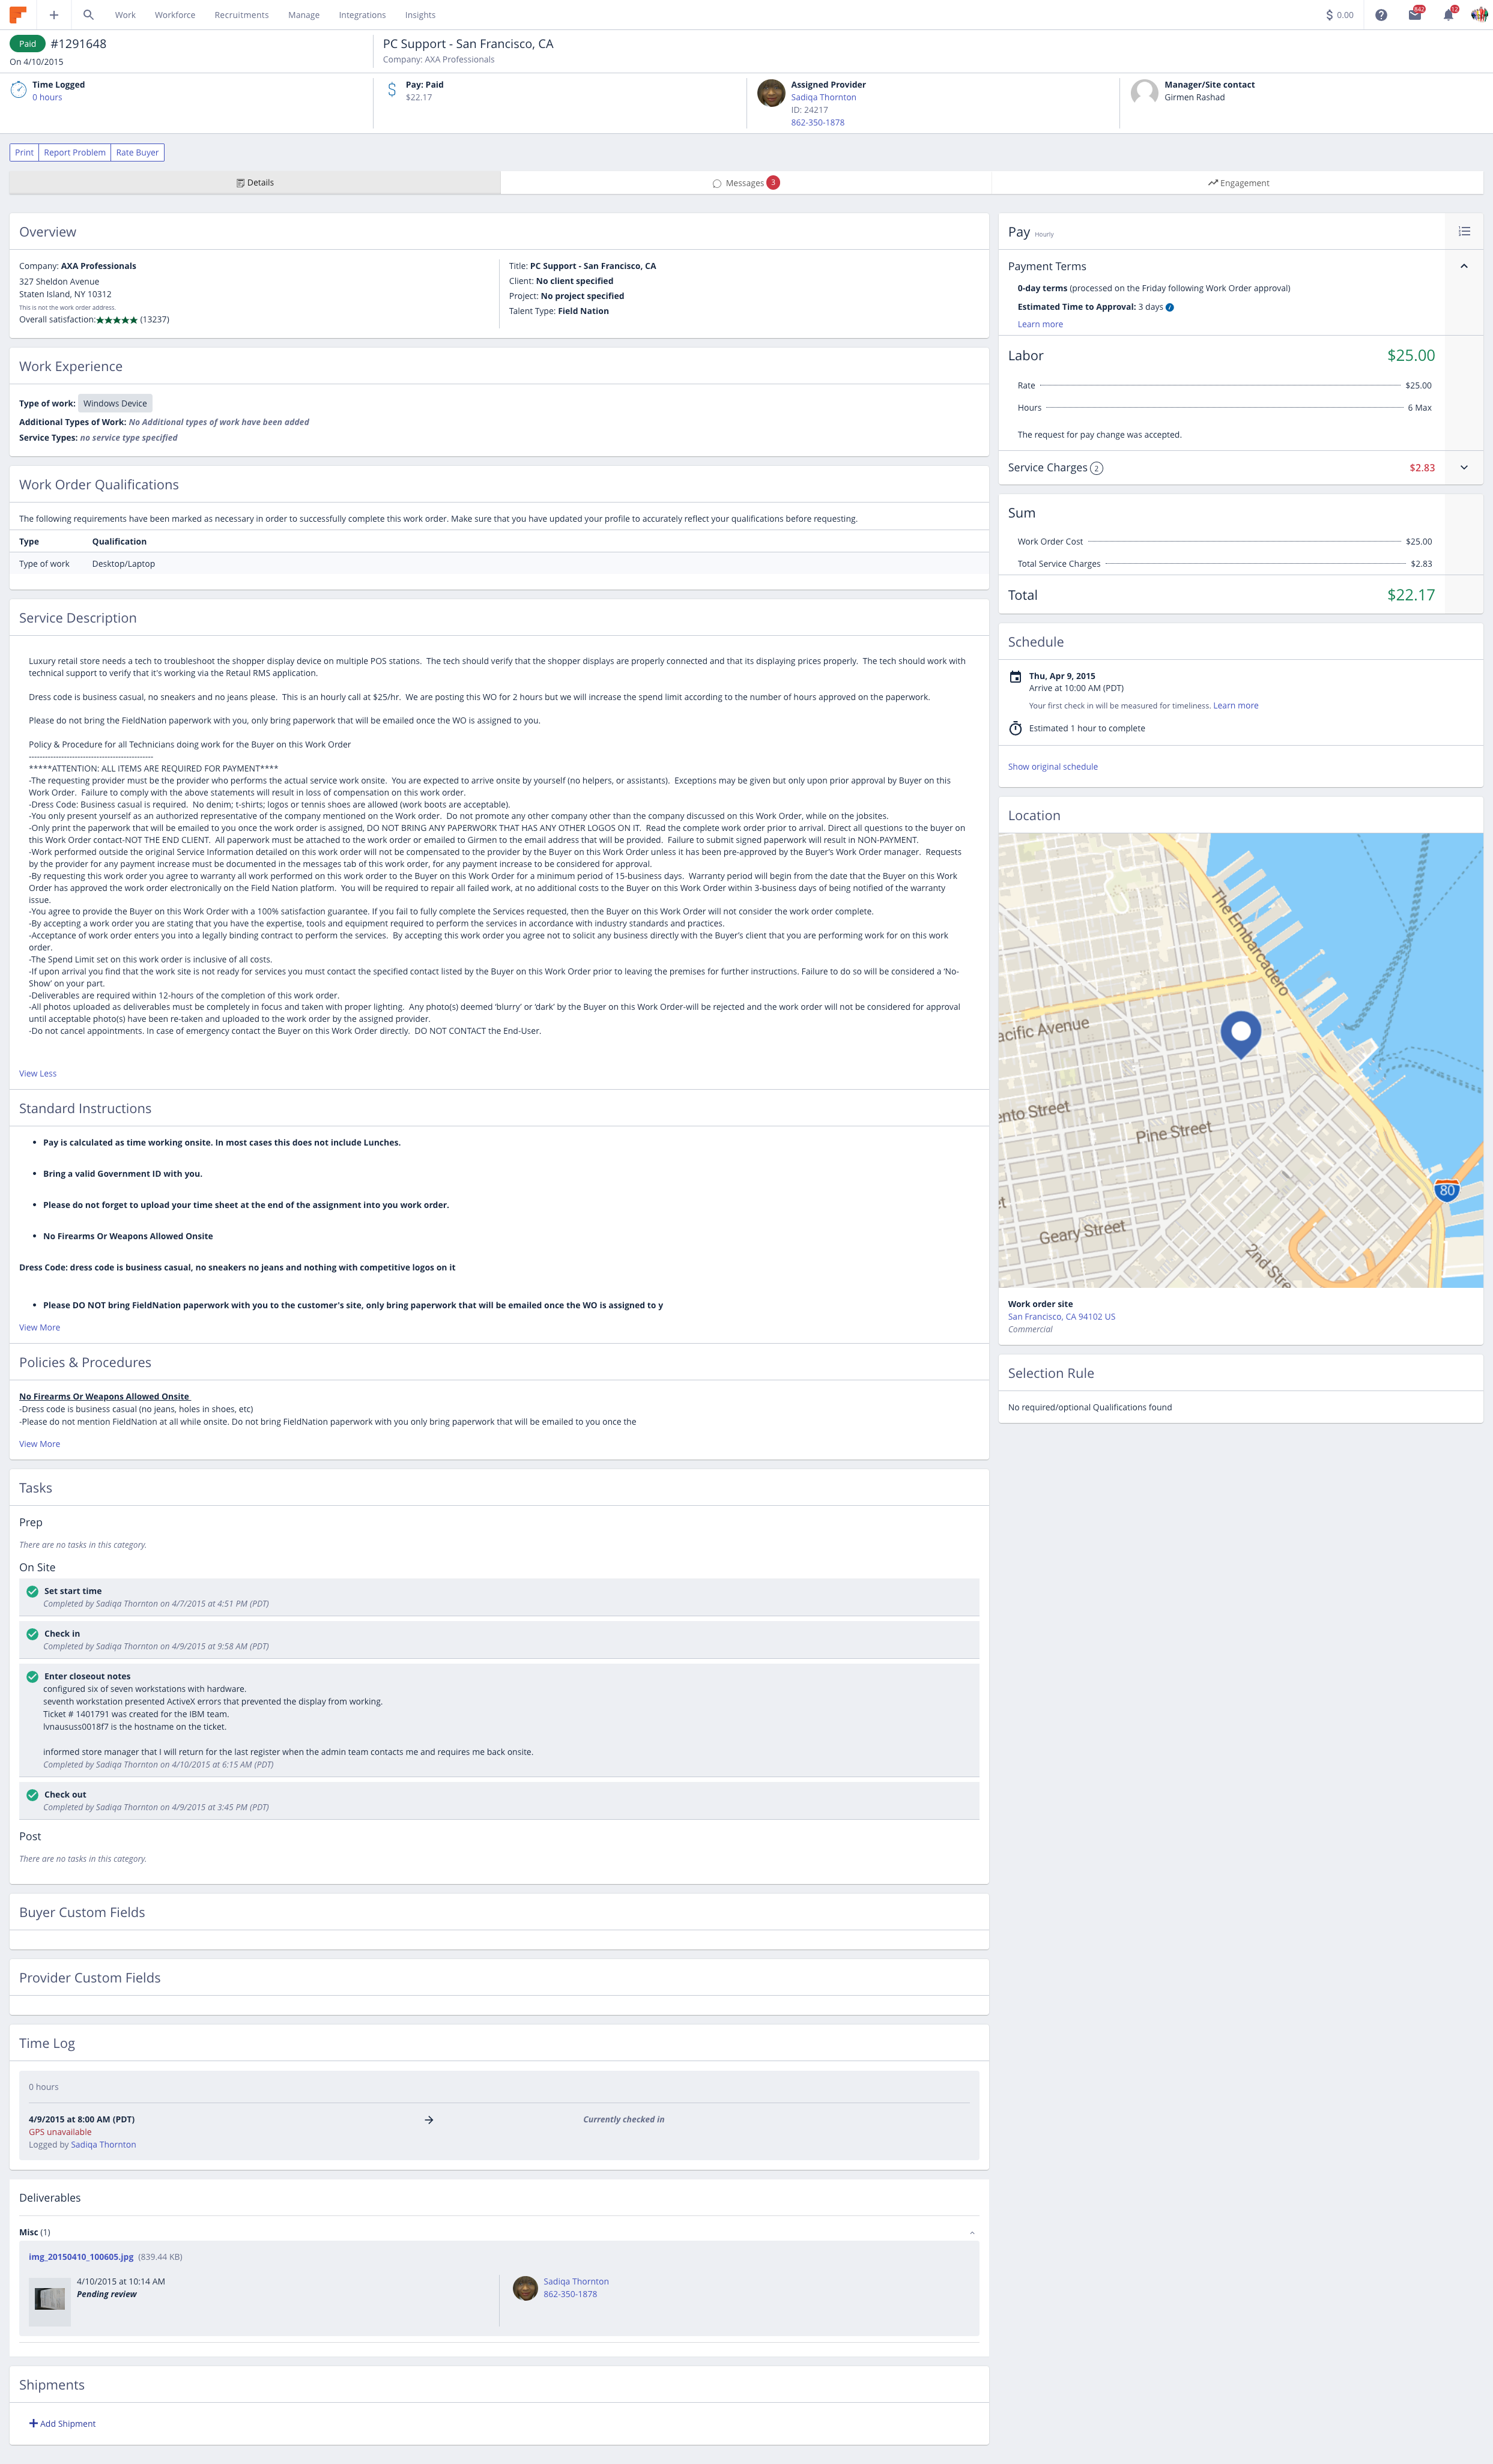 Work Workforce Recruitments Manage Integrations Insights
$ 0.00 842 12
Paid #1291648
On 4/10/2015
PC Support - San Francisco, CA
Company: AXA Professionals
Time Logged
0 hours
Pay: Paid
$22.17
Assigned Provider
Sadiqa Thornton
ID: 24217
862-350-1878
Manager/Site contact
Girmen Rashad
Print Report Problem Rate Buyer
Details Messages 3 Engagement
Overview
Company: AXA Professionals
327 Sheldon Avenue
Staten Island, NY 10312
This is not the work order address.
Overall satisfaction:★★★★★ (13237)
Title: PC Support - San Francisco, CA
Client: No client specified
Project: No project specified
Talent Type: Field Nation
Work Experience
Type of work: Windows Device
Additional Types of Work: No Additional types of work have been added
Service Types: no service type specified
Work Order Qualifications
The following requirements have been marked as necessary in order to successfully complete this work order. Make sure that you have updated your profile to accurately reflect your qualifications before requesting.
Type Qualification
Type of work Desktop/Laptop
Service Description
Luxury retail store needs a tech to troubleshoot the shopper display device on multiple POS stations.  The tech should verify that the shopper displays are properly connected and that its displaying prices properly.  The tech should work with
technical support to verify that it's working via the Retaul RMS application.
Dress code is business casual, no sneakers and no jeans please.  This is an hourly call at $25/hr.  We are posting this WO for 2 hours but we will increase the spend limit according to the number of hours approved on the paperwork.
Please do not bring the FieldNation paperwork with you, only bring paperwork that will be emailed once the WO is assigned to you.
Policy & Procedure for all Technicians doing work for the Buyer on this Work Order
----------------------------------------------
*****ATTENTION: ALL ITEMS ARE REQUIRED FOR PAYMENT****
-The requesting provider must be the provider who performs the actual service work onsite.  You are expected to arrive onsite by yourself (no helpers, or assistants).  Exceptions may be given but only upon prior approval by Buyer on this
Work Order.  Failure to comply with the above statements will result in loss of compensation on this work order.
-Dress Code: Business casual is required.  No denim; t-shirts; logos or tennis shoes are allowed (work boots are acceptable).
-You only present yourself as an authorized representative of the company mentioned on the Work order.  Do not promote any other company other than the company discussed on this Work Order, while on the jobsites.
-Only print the paperwork that will be emailed to you once the work order is assigned, DO NOT BRING ANY PAPERWORK THAT HAS ANY OTHER LOGOS ON IT.  Read the complete work order prior to arrival. Direct all questions to the buyer on
this Work Order contact-NOT THE END CLIENT.  All paperwork must be attached to the work order or emailed to Girmen to the email address that will be provided.  Failure to submit signed paperwork will result in NON-PAYMENT.
-Work performed outside the original Service Information detailed on this work order will not be compensated to the provider by the Buyer on this Work Order unless it has been pre-approved by the Buyer's Work Order manager.  Requests
by the provider for any payment increase must be documented in the messages tab of this work order, for any payment increase to be considered for approval.
-By requesting this work order you agree to warranty all work performed on this work order to the Buyer on this Work Order for a minimum period of 15-business days.  Warranty period will begin from the date that the Buyer on this Work
Order has approved the work order electronically on the Field Nation platform.  You will be required to repair all failed work, at no additional costs to the Buyer on this Work Order within 3-business days of being notified of the warranty
issue.
-You agree to provide the Buyer on this Work Order with a 100% satisfaction guarantee. If you fail to fully complete the Services requested, then the Buyer on this Work Order will not consider the work order complete.
-By accepting a work order you are stating that you have the expertise, tools and equipment required to perform the services in accordance with industry standards and practices.
-Acceptance of work order enters you into a legally binding contract to perform the services.  By accepting this work order you agree not to solicit any business directly with the Buyer's client that you are performing work for on this work
order.
-The Spend Limit set on this work order is inclusive of all costs.
-If upon arrival you find that the work site is not ready for services you must contact the specified contact listed by the Buyer on this Work Order prior to leaving the premises for further instructions. Failure to do so will be considered a 'No-
Show' on your part.
-Deliverables are required within 12-hours of the completion of this work order.
-All photos uploaded as deliverables must be completely in focus and taken with proper lighting.  Any photo(s) deemed 'blurry' or 'dark' by the Buyer on this Work Order-will be rejected and the work order will not be considered for approval
until acceptable photo(s) have been re-taken and uploaded to the work order by the assigned provider.
-Do not cancel appointments. In case of emergency contact the Buyer on this Work Order directly.  DO NOT CONTACT the End-User.
View Less
Standard Instructions
• Pay is calculated as time working onsite. In most cases this does not include Lunches.
• Bring a valid Government ID with you.
• Please do not forget to upload your time sheet at the end of the assignment into you work order.
• No Firearms Or Weapons Allowed Onsite
Dress Code: dress code is business casual, no sneakers no jeans and nothing with competitive logos on it
• Please DO NOT bring FieldNation paperwork with you to the customer's site, only bring paperwork that will be emailed once the WO is assigned to y
View More
Policies & Procedures
No Firearms Or Weapons Allowed Onsite
-Dress code is business casual (no jeans, holes in shoes, etc)
-Please do not mention FieldNation at all while onsite. Do not bring FieldNation paperwork with you only bring paperwork that will be emailed to you once the
View More
Tasks
Prep
There are no tasks in this category.
On Site
Set start time
Completed by Sadiqa Thornton on 4/7/2015 at 4:51 PM (PDT)
Check in
Completed by Sadiqa Thornton on 4/9/2015 at 9:58 AM (PDT)
Enter closeout notes
configured six of seven workstations with hardware.
seventh workstation presented ActiveX errors that prevented the display from working.
Ticket # 1401791 was created for the IBM team.
lvnaususs0018f7 is the hostname on the ticket.
informed store manager that I will return for the last register when the admin team contacts me and requires me back onsite.
Completed by Sadiqa Thornton on 4/10/2015 at 6:15 AM (PDT)
Check out
Completed by Sadiqa Thornton on 4/9/2015 at 3:45 PM (PDT)
Post
There are no tasks in this category.
Buyer Custom Fields
Provider Custom Fields
Time Log
0 hours
4/9/2015 at 8:00 AM (PDT) → Currently checked in
GPS unavailable
Logged by Sadiqa Thornton
Deliverables
Misc (1)
img_20150410_100605.jpg (839.44 KB)
4/10/2015 at 10:14 AM
Pending review
Sadiqa Thornton
862-350-1878
Shipments
+ Add Shipment
Pay Hourly
Payment Terms
0-day terms (processed on the Friday following Work Order approval)
Estimated Time to Approval: 3 days
Learn more
Labor $25.00
Rate $25.00
Hours 6 Max
The request for pay change was accepted.
Service Charges 2 $2.83
Sum
Work Order Cost $25.00
Total Service Charges $2.83
Total $22.17
Schedule
Thu, Apr 9, 2015
Arrive at 10:00 AM (PDT)
Your first check in will be measured for timeliness. Learn more
Estimated 1 hour to complete
Show original schedule
Location
The Embarcadero
acific Avenue
ento Street
Pine Street
80
et
Geary Street
2nd Stre
Work order site
San Francisco, CA 94102 US
Commercial
Selection Rule
No required/optional Qualifications found